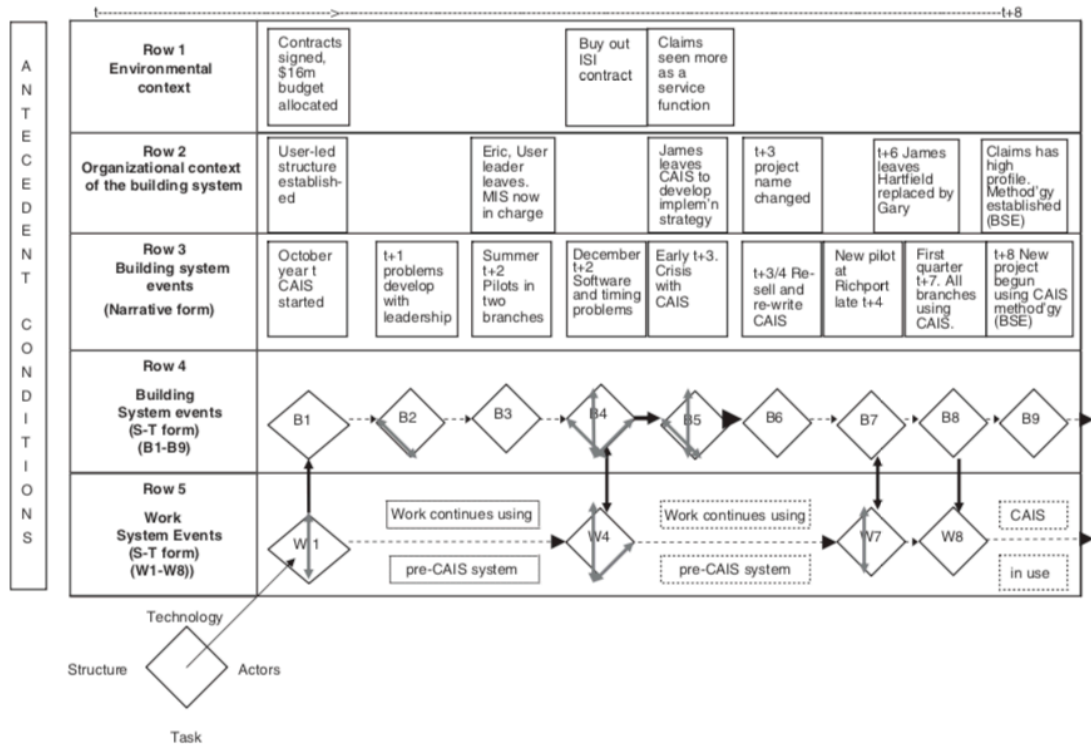 t---------------------------------->---------------------------------------------------------------------------------------------------t+8
ANTECEDENT CONDITIONS
Row 1
Environmental
context
Contracts
signed,
$16m
budget
allocated
Buy out
ISI
contract
Claims
seen more
as a
service
function
Row 2
Organizational context
of the building system
User-led
structure
establish-
ed
Eric, User
leader
leaves.
MIS now
in charge
James
leaves
CAIS to
develop
implem'n
strategy
t+3
project
name
changed
t+6 James
leaves
Hartfield
replaced by
Gary
Claims has
high
profile.
Method'gy
established
(BSE)
Row 3
Building system
events
(Narrative form)
October
year t
CAIS
started
t+1
problems
develop
with
leadership
Summer
t+2
Pilots in
two
branches
December
t+2
Software
and timing
problems
Early t+3.
Crisis
with
CAIS
t+3/4 Re-
sell and
re-write
CAIS
New pilot
at
Richport
late t+4
First
quarter
t+7. All
branches
using
CAIS.
t+8 New
project
begun
using CAIS
method'gy
(BSE)
Row 4
Building
System events
(S-T form)
(B1-B9)
B1
B2
B3
B4
B5
B6
B7
B8
B9
Row 5
Work
System Events
(S-T form)
(W1-W8))
W 1
Work continues using
pre-CAIS system
W4
Work continues using
pre-CAIS system
W7
W8
CAIS
in use
Technology
Structure
Actors
Task